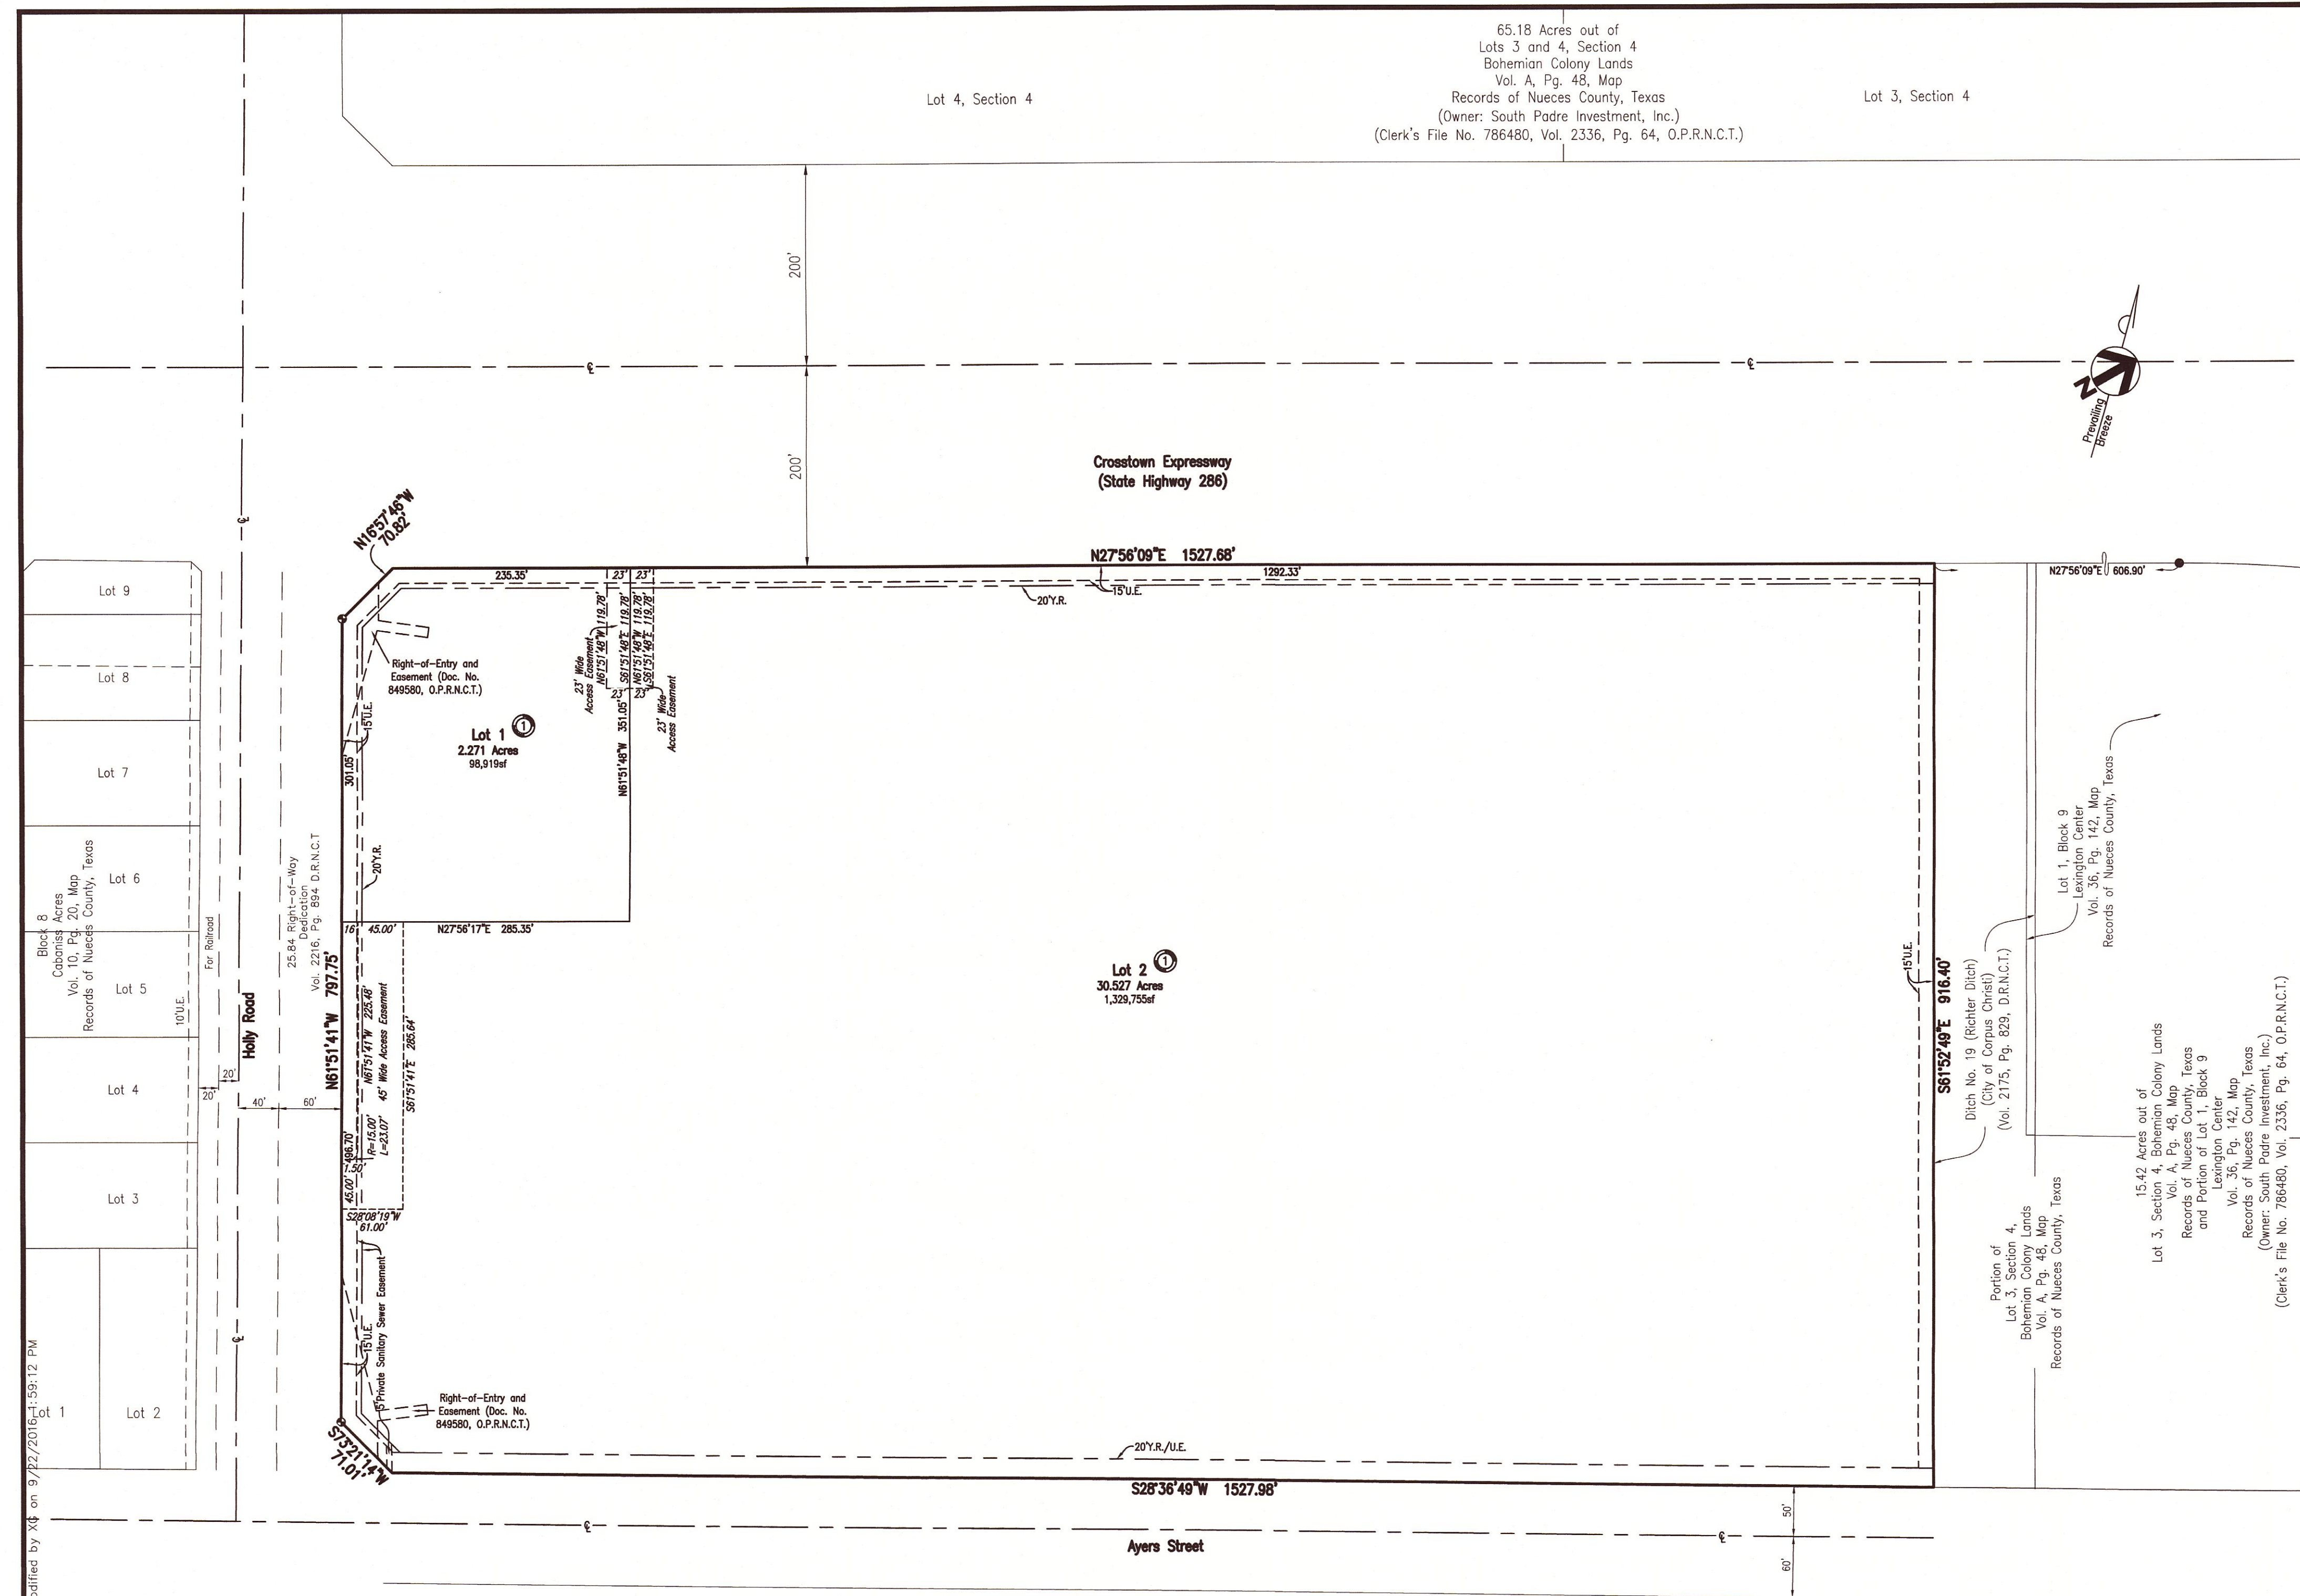 65.18 Acres out of
Lots 3 and 4, Section 4
Bohemian Colony Lands
Vol. A, Pg. 48, Map
Records of Nueces County, Texas
(Owner: South Padre Investment, Inc.)
(Clerk's File No. 786480, Vol. 2336, Pg. 64, O.P.R.N.C.T.)
Lot 4, Section 4
Lot 3, Section 4
200'
℄
℄
N
Prevailing
Breeze
200'
Crosstown Expressway
(State Highway 286)
℄
N16°57'46"W
70.82'
N27°56'09"E 1527.68'
235.35'
23'
23'
1292.33'
N27°56'09"E 606.90'
20'Y.R.
15'U.E.
23' Wide
Access Easement
N61°51'48"W 119.78'
S61°51'48"E 119.78'
N61°51'48"W 119.78'
S61°51'48"E 119.78'
23'
23'
23' Wide
Access Easement
N61°51'48"W 351.05'
Right-of-Entry and
Easement (Doc. No.
849580, O.P.R.N.C.T.)
15'U.E.
301.05'
Lot 1
1
2.271 Acres
98,919sf
20'Y.R.
Lot 9
Lot 8
Lot 7
Lot 6
Lot 5
Lot 4
Lot 3
Lot 1
Lot 2
Block 8
Cabaniss Acres
Vol. 10, Pg. 20, Map
Records of Nueces County, Texas
10'U.E.
For Railroad
Holly Road
25.84 Right-of-Way
Dedication
Vol. 2216, Pg. 894 D.R.N.C.T
20'
20'
40'
60'
℄
N61°51'41"W 797.75'
16'
45.00'
N27°56'17"E 285.35'
N61°51'41"W 225.48'
45' Wide Access Easement
S61°51'41"E 285.64'
R=15.00'
L=23.07'
496.70'
1.50'
45.00'
S28°08'19"W
61.00'
15'U.E.
5'Private Sanitary Sewer Easement
Right-of-Entry and
Easement (Doc. No.
849580, O.P.R.N.C.T.)
S73°21'14"W
71.01'
Lot 2
1
30.527 Acres
1,329,755sf
15'U.E.
S61°52'49"E 916.40'
Ditch No. 19 (Richter Ditch)
(City of Corpus Christi)
(Vol. 2175, Pg. 829, D.R.N.C.T.)
Lot 1, Block 9
Lexington Center
Vol. 36, Pg. 142, Map
Records of Nueces County, Texas
Portion of
Lot 3, Section 4,
Bohemian Colony Lands
Vol. A, Pg. 48, Map
Records of Nueces County, Texas
15.42 Acres out of
Lot 3, Section 4, Bohemian Colony Lands
Vol. A, Pg. 48, Map
Records of Nueces County, Texas
and Portion of Lot 1, Block 9
Lexington Center
Vol. 36, Pg. 142, Map
Records of Nueces County, Texas
(Owner: South Padre Investment, Inc.)
(Clerk's File No. 786480, Vol. 2336, Pg. 64, O.P.R.N.C.T.)
20'Y.R./U.E.
S28°36'49"W 1527.98'
50'
℄
℄
Ayers Street
60'
odified by XG on 9/22/2016 1:59:12 PM